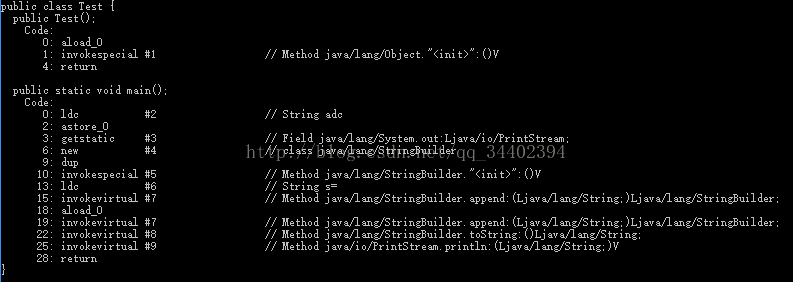 public class Test {
  public Test();
    Code:
       0: aload_0
       1: invokespecial #1                  // Method java/lang/Object."<init>":()V
       4: return

  public static void main();
    Code:
       0: ldc           #2                  // String adc
       2: astore_0
       3: getstatic     #3                  // Field java/lang/System.out:Ljava/io/PrintStream;
       6: new           #4                  // class java/lang/StringBuilder
http://blog.csdn.net/qq_34402394
       9: dup
      10: invokespecial #5                  // Method java/lang/StringBuilder."<init>":()V
      13: ldc           #6                  // String s=
      15: invokevirtual #7                  // Method java/lang/StringBuilder.append:(Ljava/lang/String;)Ljava/lang/StringBuilder;
      18: aload_0
      19: invokevirtual #7                  // Method java/lang/StringBuilder.append:(Ljava/lang/String;)Ljava/lang/StringBuilder;
      22: invokevirtual #8                  // Method java/lang/StringBuilder.toString:()Ljava/lang/String;
      25: invokevirtual #9                  // Method java/io/PrintStream.println:(Ljava/lang/String;)V
      28: return
}